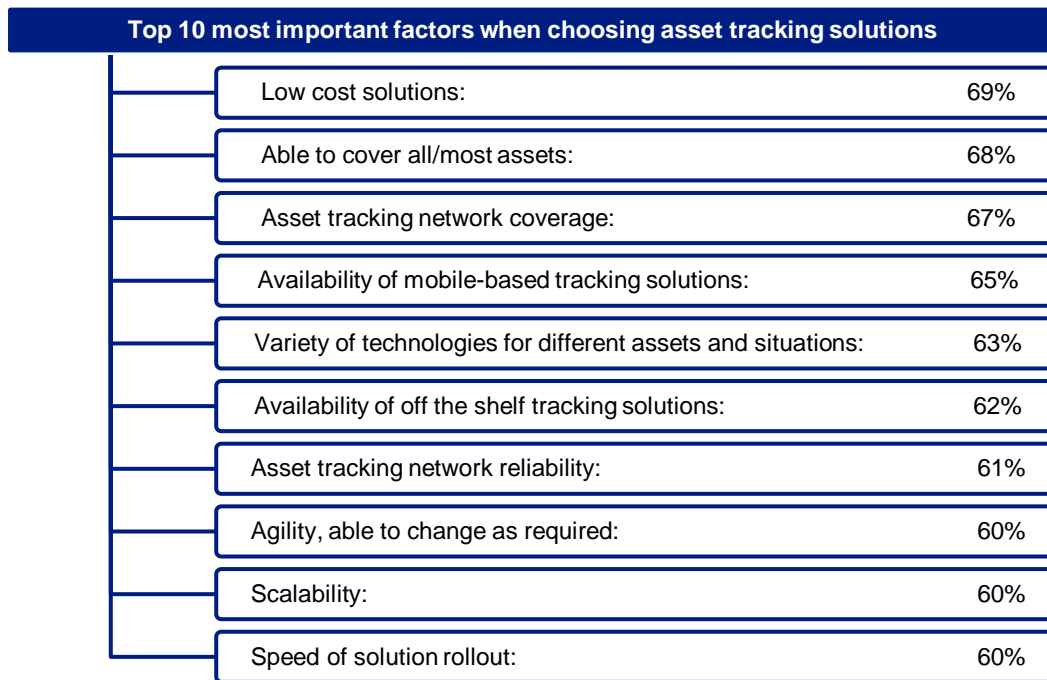 Top 10 most important factors when choosing asset tracking solutions
Low cost solutions: 69%
Able to cover all/most assets: 68%
Asset tracking network coverage: 67%
Availability of mobile-based tracking solutions: 65%
Variety of technologies for different assets and situations: 63%
Availability of off the shelf tracking solutions: 62%
Asset tracking network reliability: 61%
Agility, able to change as required: 60%
Scalability: 60%
Speed of solution rollout: 60%